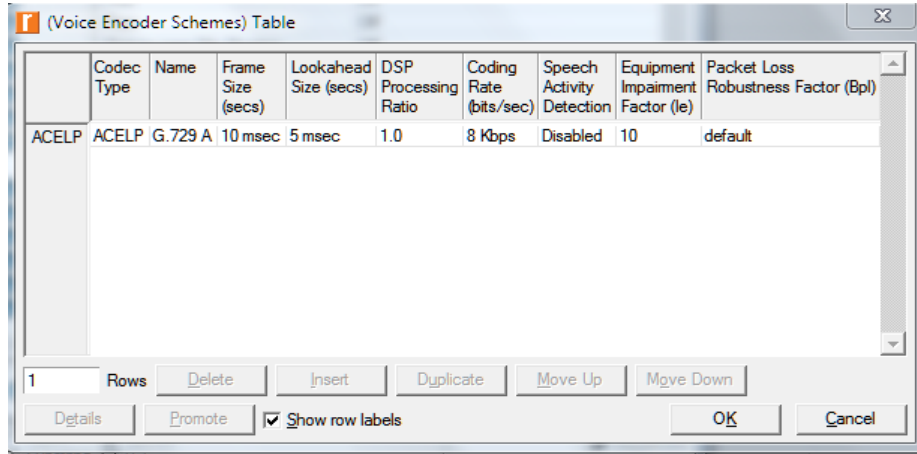 (Voice Encoder Schemes) Table
Codec Type Name Frame Size (secs) Lookahead Size (secs) DSP Processing Ratio Coding Rate (bits/sec) Speech Activity Detection Equipment Impairment Factor (Ie) Packet Loss Robustness Factor (Bpl)
ACELP ACELP G.729 A 10 msec 5 msec 1.0 8 Kbps Disabled 10 default
1 Rows Delete Insert Duplicate Move Up Move Down
Details Promote Show row labels OK Cancel